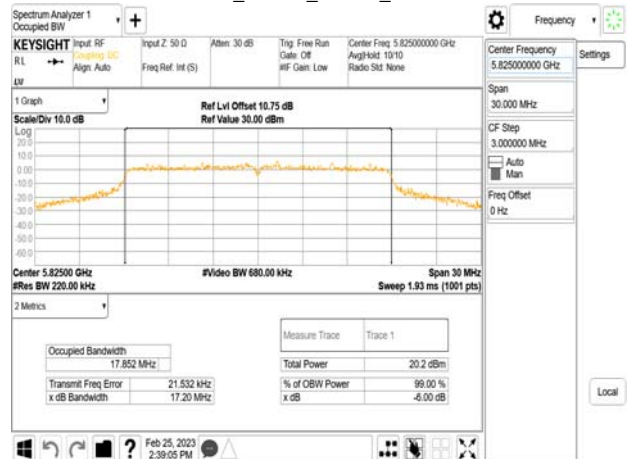 Spectrum Analyzer 1
Occupied BW
Frequency
KEYSIGHT
Input: RF
Coupling: DC
Align: Auto
Input Z: 50 Ω
Freq Ref: Int (S)
Atten: 30 dB
Trig: Free Run
Gate: Off
#IF Gain: Low
Center Freq: 5.825000000 GHz
Avg|Hold: 10/10
Radio Std: None
RL
LXI
Center Frequency
5.825000000 GHz
Settings
Span
30.000 MHz
CF Step
3.000000 MHz
Auto
Man
Freq Offset
0 Hz
1 Graph
Scale/Div 10.0 dB
Ref Lvl Offset 10.75 dB
Ref Value 30.00 dBm
Log
20.0
10.0
0.00
-10.0
-20.0
-30.0
-40.0
-50.0
-60.0
Center 5.82500 GHz
#Res BW 220.00 kHz
#Video BW 680.00 kHz
Span 30 MHz
Sweep 1.93 ms (1001 pts)
2 Metrics
Measure Trace
Trace 1
Occupied Bandwidth
17.852 MHz
Total Power
20.2 dBm
Transmit Freq Error
21.532 kHz
% of OBW Power
99.00 %
x dB Bandwidth
17.20 MHz
x dB
-6.00 dB
Local
Feb 25, 2023
2:39:05 PM